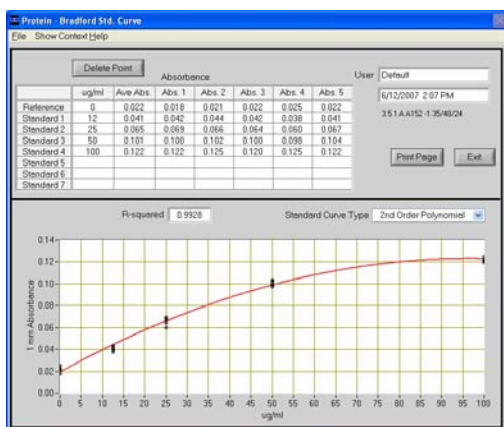 Protein - Bradford Std. Curve
File Show Context Help
Delete Point
Absorbance
User Default
ug/ml Ave Abs. Abs. 1 Abs. 2 Abs. 3 Abs. 4 Abs. 5
6/12/2007 2:07 PM
Reference 0 0.022 0.018 0.021 0.022 0.025 0.022
3.5.1.A A152 -1.35/48/24
Standard 1 12 0.041 0.042 0.044 0.042 0.038 0.041
Standard 2 25 0.065 0.069 0.066 0.064 0.060 0.067
Standard 3 50 0.101 0.100 0.102 0.100 0.098 0.104
Standard 4 100 0.122 0.122 0.125 0.120 0.125 0.122
Standard 5
Standard 6
Standard 7
Print Page Exit
R-squared 0.9928 Standard Curve Type 2nd Order Polynomial
0.14
0.12
0.10
0.08
0.06
0.04
0.02
0.00
1 mm Absorbance
0 5 10 15 20 25 30 35 40 45 50 55 60 65 70 75 80 85 90 95 100
ug/ml